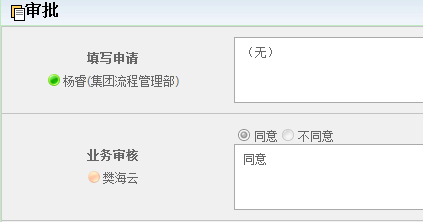 审批
填写申请
（无）
杨睿(集团流程管理部)
同意 不同意
业务审核
同意
樊海云